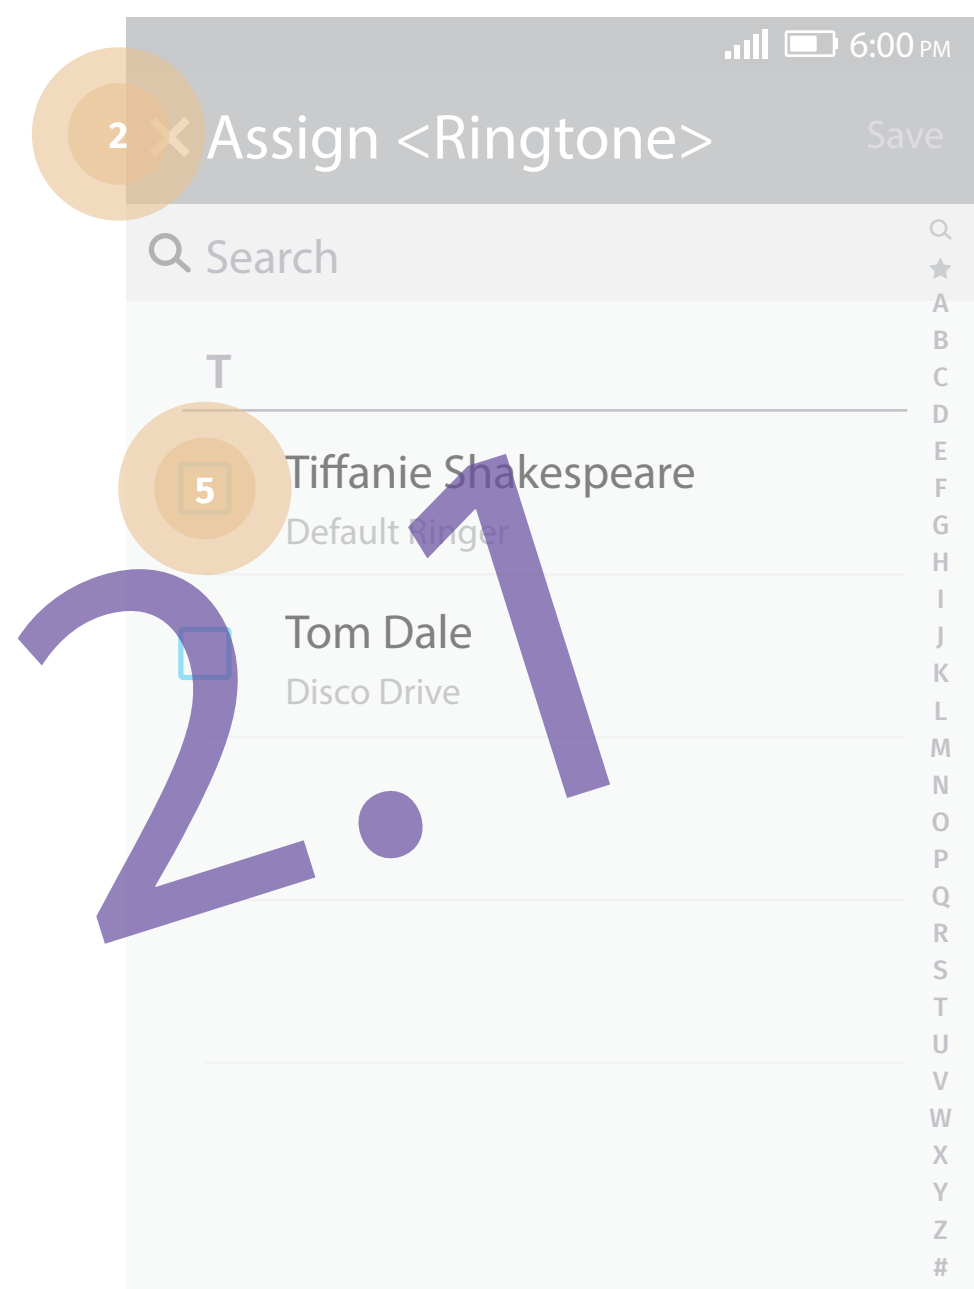 6:00 PM
2
Assign <Ringtone>
Save
Search
T
5
Tiffanie Shakespeare
Default Ringer
Tom Dale
Disco Drive
2.1
A
B
C
D
E
F
G
H
I
J
K
L
M
N
O
P
Q
R
S
T
U
V
W
X
Y
Z
#